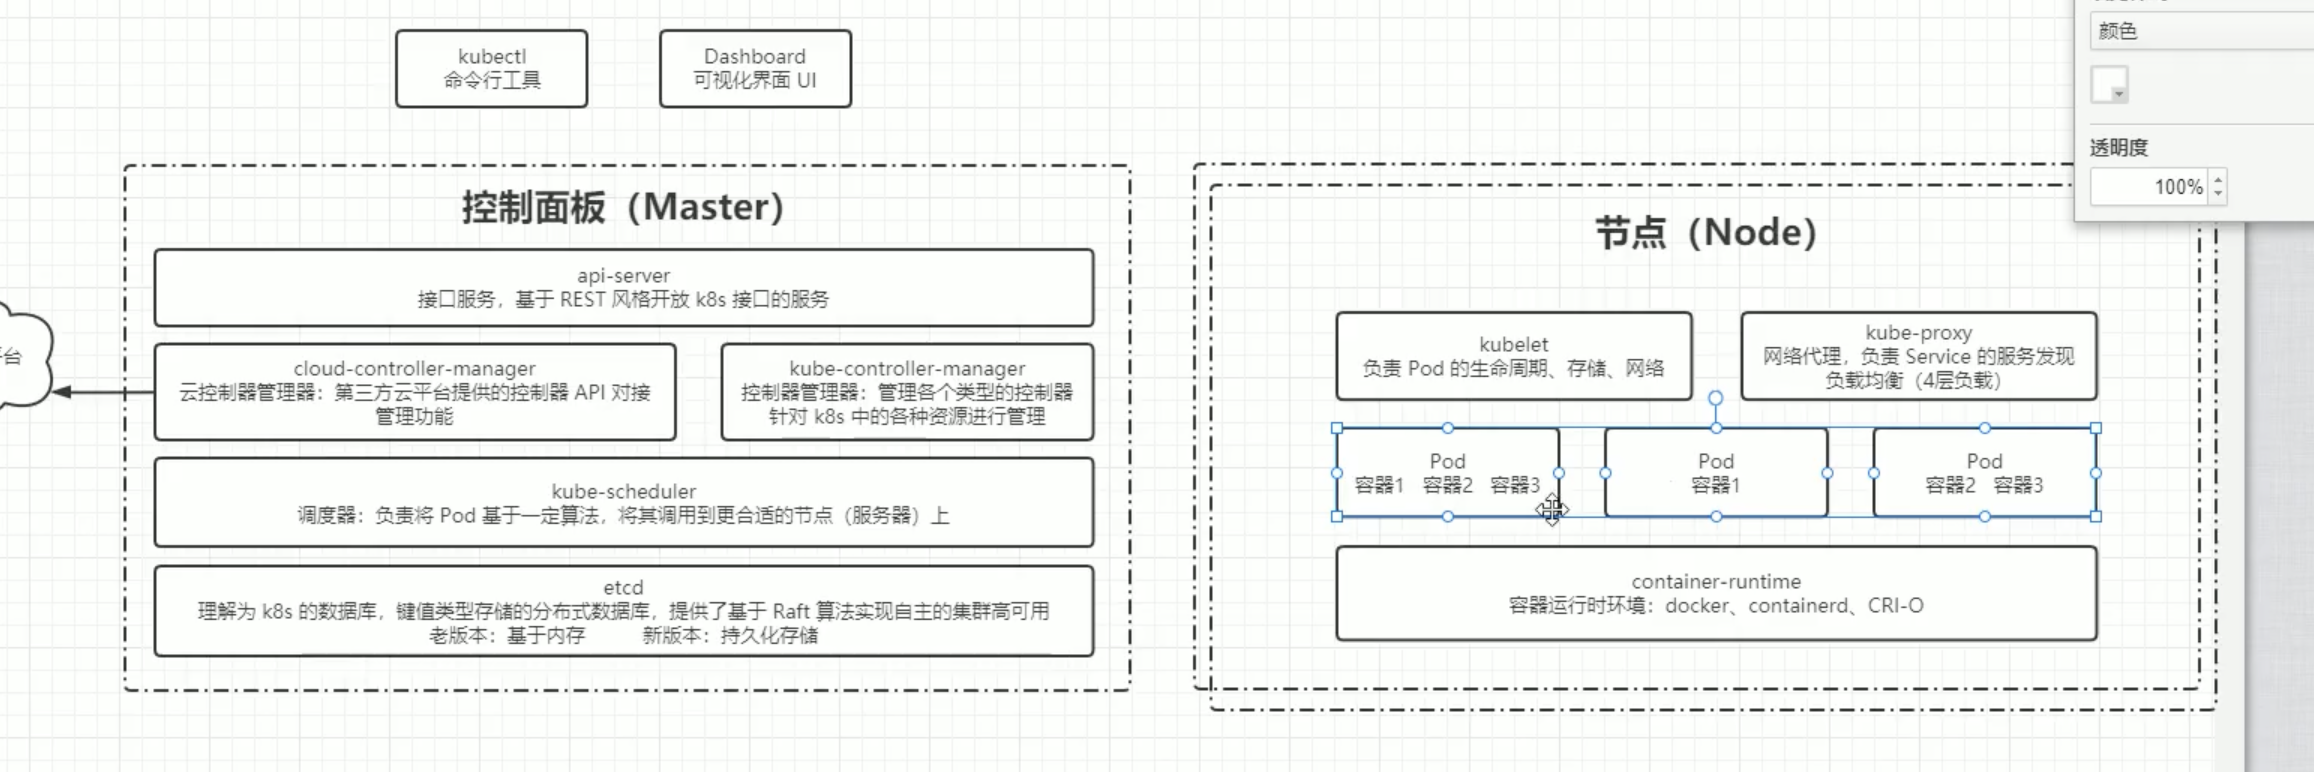 颜色
透明度
100%
kubectl
命令行工具
Dashboard
可视化界面 UI
控制面板（Master）
api-server
接口服务，基于 REST 风格开放 k8s 接口的服务
cloud-controller-manager
云控制器管理器：第三方云平台提供的控制器 API 对接
管理功能
kube-controller-manager
控制器管理器：管理各个类型的控制器
针对 k8s 中的各种资源进行管理
kube-scheduler
调度器：负责将 Pod 基于一定算法，将其调用到更合适的节点（服务器）上
etcd
理解为 k8s 的数据库，键值类型存储的分布式数据库，提供了基于 Raft 算法实现自主的集群高可用
老版本：基于内存 新版本：持久化存储
台
节点（Node）
kubelet
负责 Pod 的生命周期、存储、网络
kube-proxy
网络代理，负责 Service 的服务发现
负载均衡（4层负载）
Pod
容器1 容器2 容器3
Pod
容器1
Pod
容器2 容器3
container-runtime
容器运行时环境：docker、containerd、CRI-O